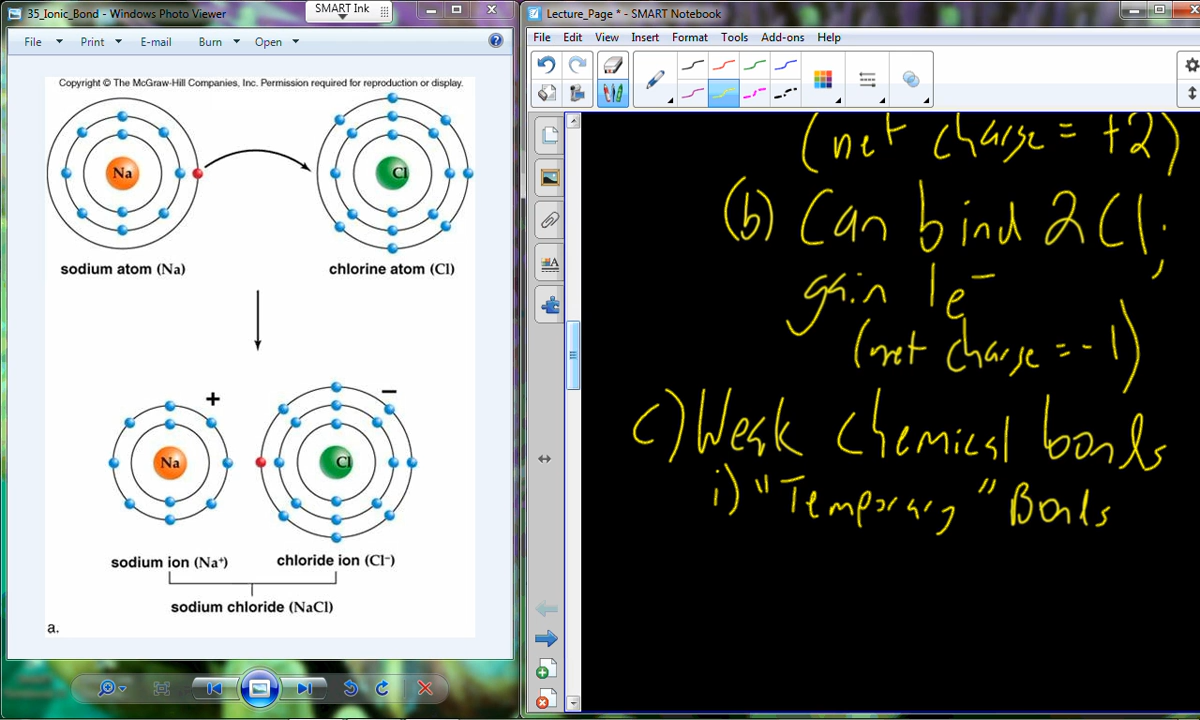 35_Ionic_Bond - Windows Photo Viewer
SMART Ink
File Print E-mail Burn Open
Copyright © The McGraw-Hill Companies, Inc. Permission required for reproduction or display.
Na
Cl
sodium atom (Na)
chlorine atom (Cl)
+
−
Na
Cl
sodium ion (Na⁺)
chloride ion (Cl⁻)
sodium chloride (NaCl)
a.
Lecture_Page * - SMART Notebook
File Edit View Insert Format Tools Add-ons Help
(net charge = +2)
(b) Can bind 2 Cl;
gain 1e⁻
(net charge = -1)
c) Weak chemical bonds
i) "Temporary" Bonds